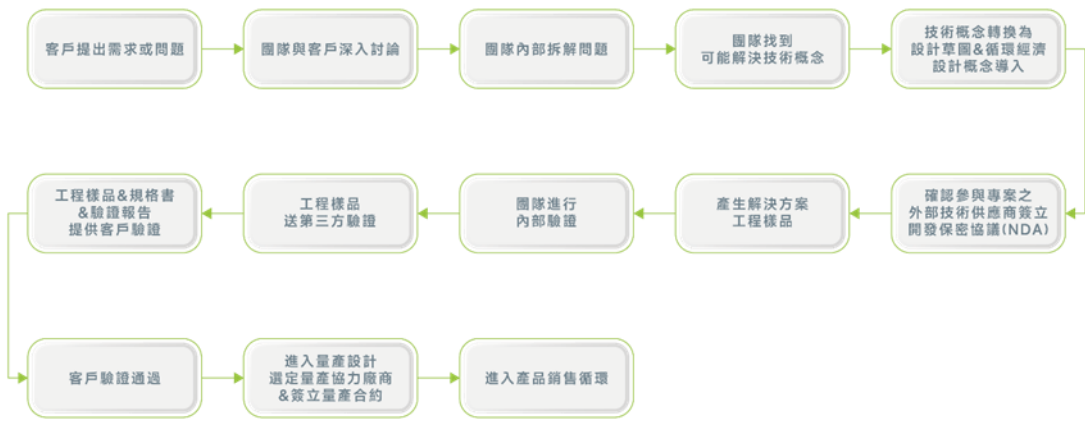 客戶提出需求或問題
團隊與客戶深入討論
團隊內部拆解問題
團隊找到
可能解決技術概念
技術概念轉換為
設計草圖&循環經濟
設計概念導入
確認參與專案之
外部技術供應商簽立
開發保密協議(NDA)
產生解決方案
工程樣品
團隊進行
內部驗證
工程樣品
送第三方驗證
工程樣品&規格書
&驗證報告
提供客戶驗證
客戶驗證通過
進入量產設計
選定量產協力廠商
&簽立量產合約
進入產品銷售循環